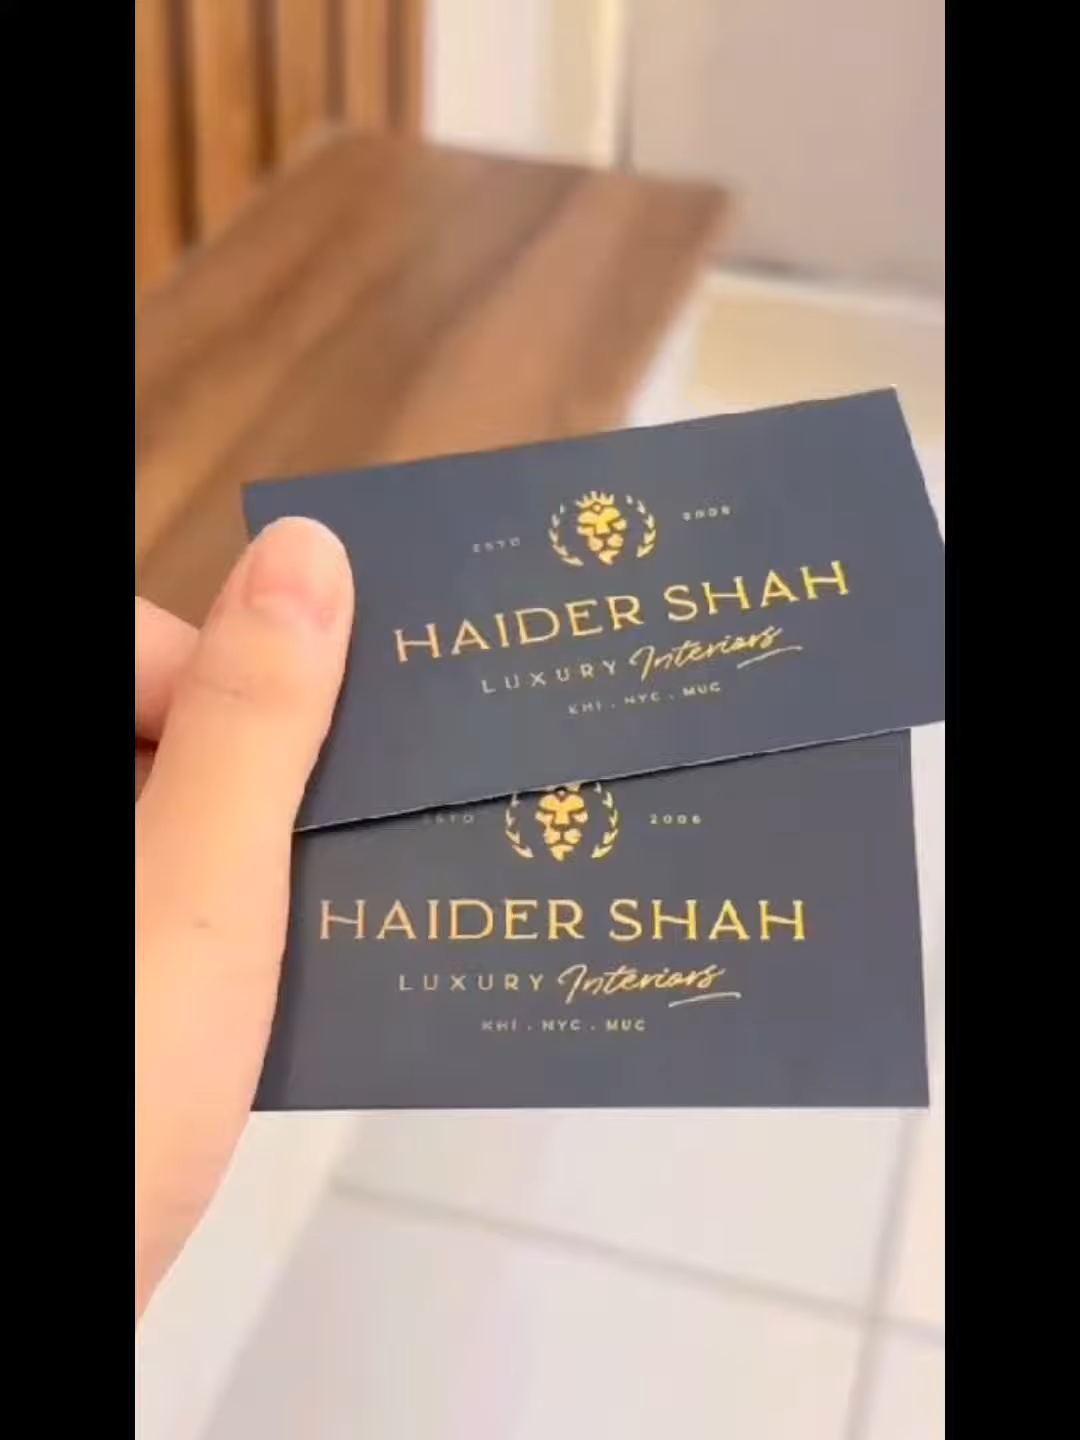 ESTD 2006
HAIDER SHAH
LUXURY Interiors
KHI . NYC . MUC
ESTD 2006
HAIDER SHAH
LUXURY Interiors
KHI . NYC . MUC